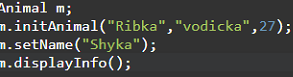 Animal m;
m.initAnimal("Ribka","vodicka",27);
m.setName("Shyka");
m.displayInfo();